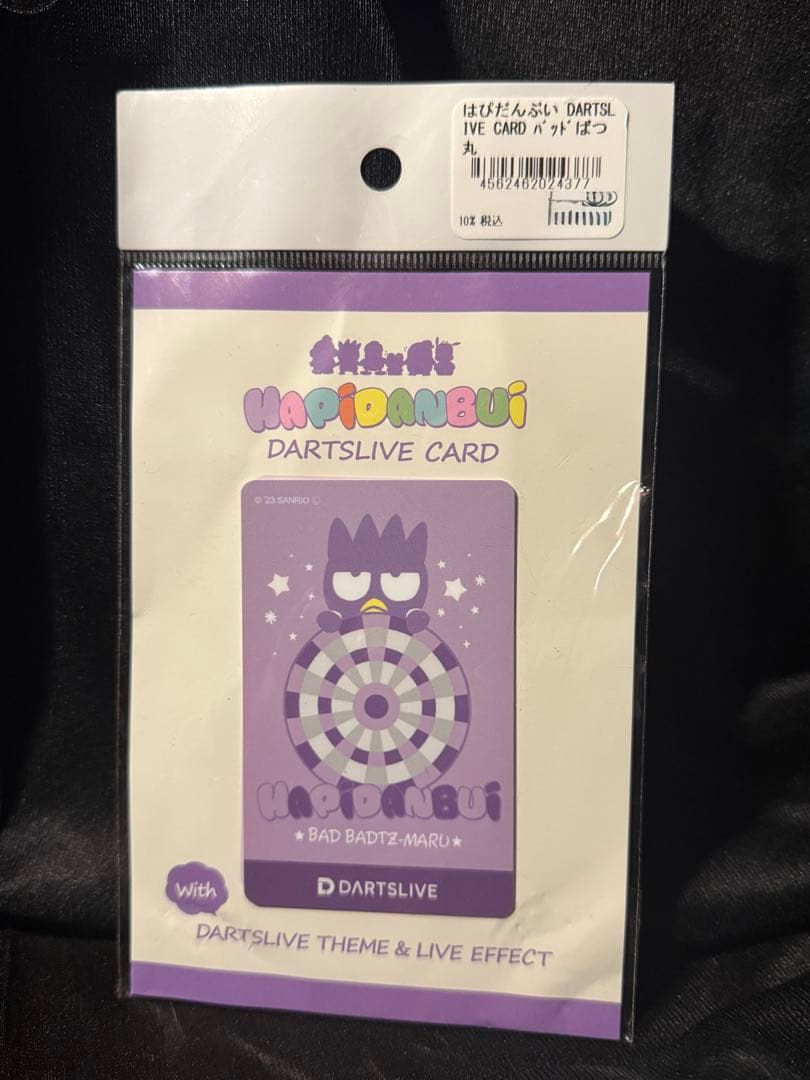 はぴだんぶい DARTSL
IVE CARD ﾊﾞｯﾄﾞばつ
丸
4562462024377
10% 税込
HAPIDANBUI
DARTSLIVE CARD
© '23 SANRIO Ⓛ
HAPIDANBUI
★BAD BADTZ-MARU★
DARTSLIVE
With
DARTSLIVE THEME & LIVE EFFECT